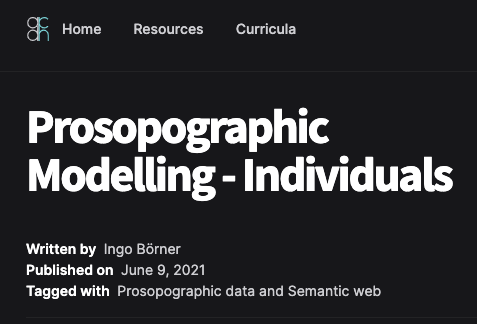 Home Resources Curricula
Prosopographic
Modelling - Individuals
Written by Ingo Börner
Published on June 9, 2021
Tagged with Prosopographic data and Semantic web